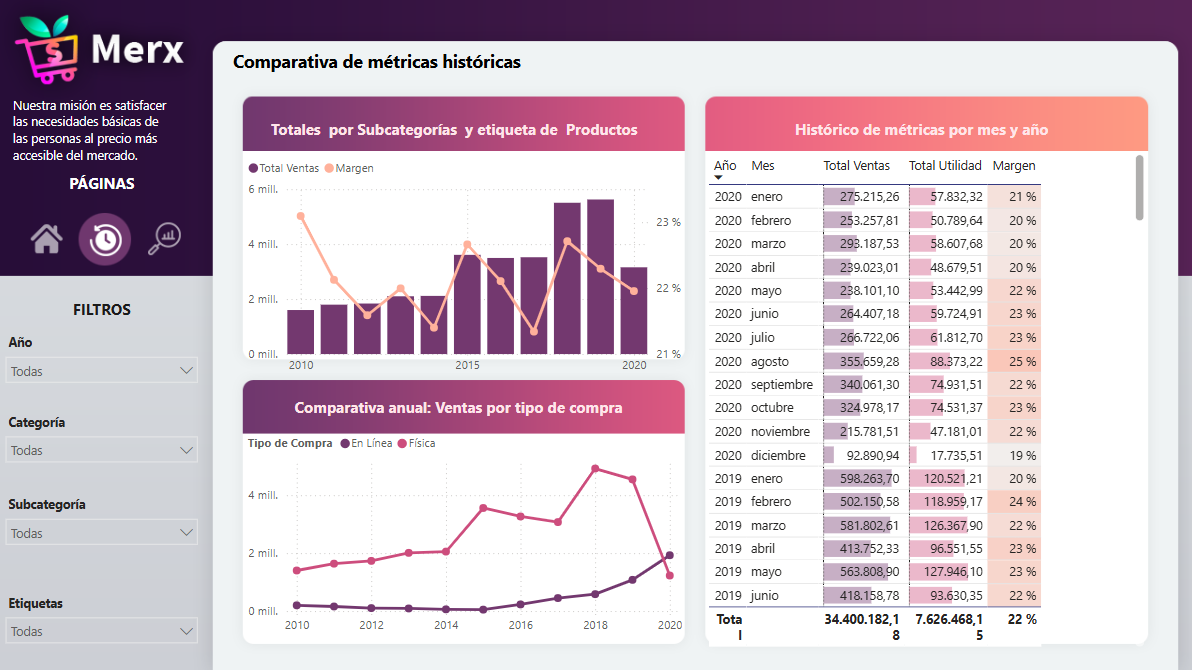 Merx
Nuestra misión es satisfacer
las necesidades básicas de
las personas al precio más
accesible del mercado.
PÁGINAS
FILTROS
Año
Todas
Categoría
Todas
Subcategoría
Todas
Etiquetas
Todas
Comparativa de métricas históricas
Totales por Subcategorías y etiqueta de Productos
Total Ventas Margen
6 mill.
4 mill.
2 mill.
0 mill.
23 %
22 %
21 %
2010 2015 2020
Comparativa anual: Ventas por tipo de compra
Tipo de Compra En Línea Física
4 mill.
2 mill.
0 mill.
2010 2012 2014 2016 2018 2020
Histórico de métricas por mes y año
Año Mes Total Ventas Total Utilidad Margen
2020 enero 275.215,26 57.832,32 21 %
2020 febrero 253.257,81 50.789,64 20 %
2020 marzo 293.187,53 58.607,68 20 %
2020 abril 239.023,01 48.679,51 20 %
2020 mayo 238.101,10 53.442,99 22 %
2020 junio 264.407,18 59.724,91 23 %
2020 julio 266.722,06 61.812,70 23 %
2020 agosto 355.659,28 88.373,22 25 %
2020 septiembre 340.061,30 74.931,51 22 %
2020 octubre 324.978,17 74.531,37 23 %
2020 noviembre 215.781,51 47.181,01 22 %
2020 diciembre 92.890,94 17.735,51 19 %
2019 enero 598.263,70 120.521,21 20 %
2019 febrero 502.150,58 118.959,17 24 %
2019 marzo 581.802,61 126.367,90 22 %
2019 abril 413.752,33 96.551,55 23 %
2019 mayo 563.808,90 127.946,10 23 %
2019 junio 418.158,78 93.630,35 22 %
Tota 34.400.182,1 7.626.468,1 22 %
l 8 5